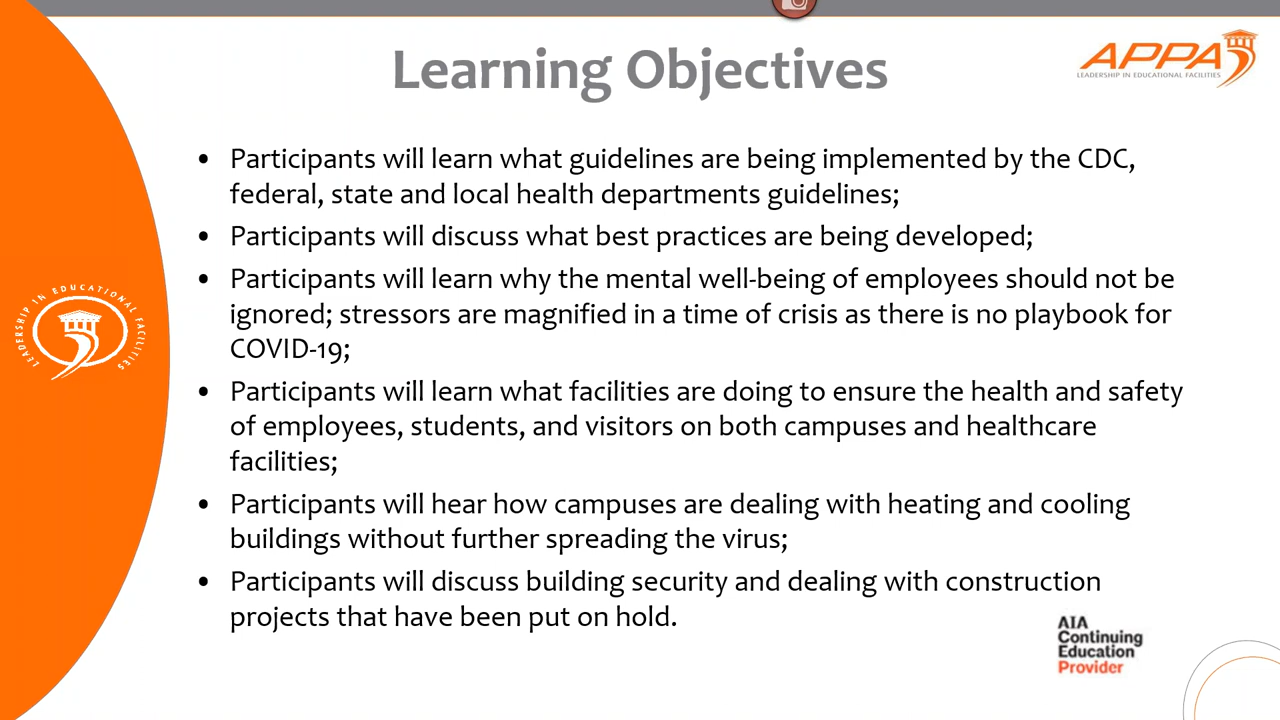 Learning Objectives
APPA
LEADERSHIP IN EDUCATIONAL FACILITIES
• Participants will learn what guidelines are being implemented by the CDC,
federal, state and local health departments guidelines;
• Participants will discuss what best practices are being developed;
• Participants will learn why the mental well-being of employees should not be
ignored; stressors are magnified in a time of crisis as there is no playbook for
COVID-19;
• Participants will learn what facilities are doing to ensure the health and safety
of employees, students, and visitors on both campuses and healthcare
facilities;
• Participants will hear how campuses are dealing with heating and cooling
buildings without further spreading the virus;
• Participants will discuss building security and dealing with construction
projects that have been put on hold.
LEADERSHIP IN EDUCATIONAL FACILITIES
AIA
Continuing
Education
Provider